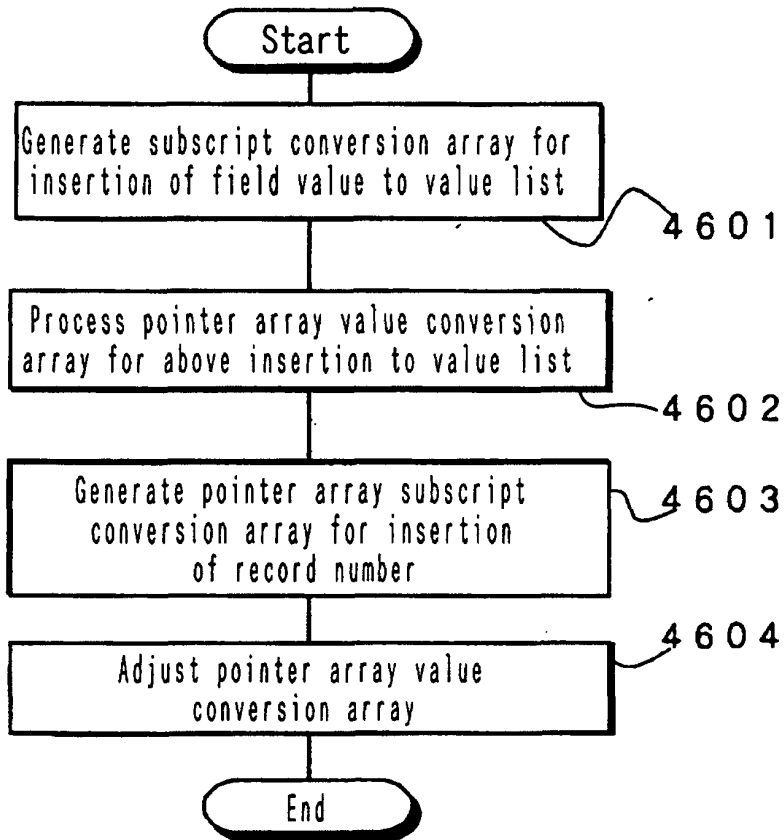 Start
Generate subscript conversion array for
insertion of field value to value list
4601
Process pointer array value conversion
array for above insertion to value list
4602
Generate pointer array subscript
conversion array for insertion
of record number
4603
Adjust pointer array value
conversion array
4604
End